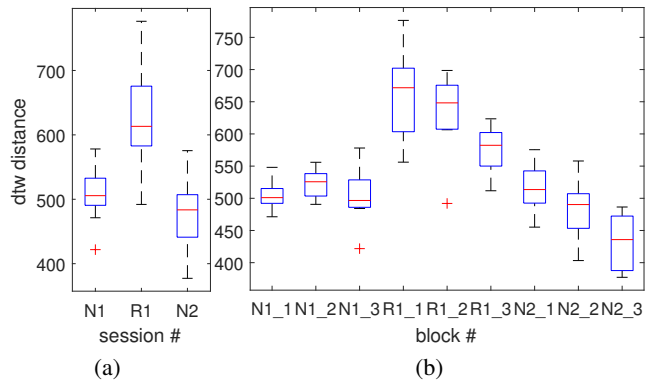 dtw distance
700
600
500
400
N1 R1 N2
session #
(a)
750
700
650
600
550
500
450
400
N1_1 N1_2 N1_3 R1_1 R1_2 R1_3 N2_1 N2_2 N2_3
block #
(b)